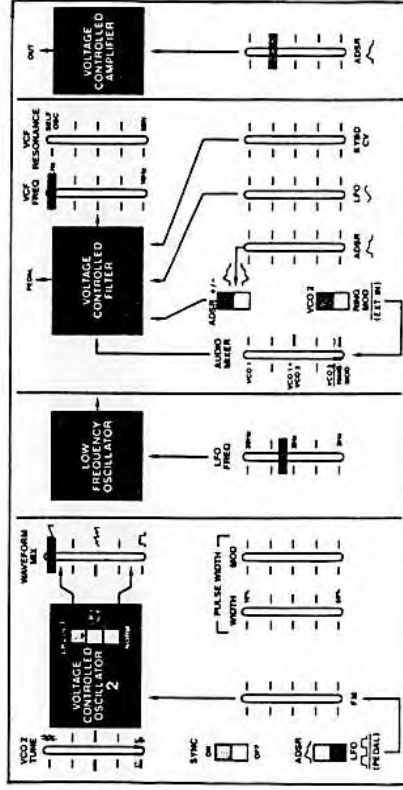 VCO 2
TUNE
VOLTAGE
CONTROLLED
OSCILLATOR
2
NORM
WAVEFORM
MIX
SYNC
ON
OFF
ADSR
LFO
(PEDAL)
FM
PULSE WIDTH
WIDTH
MOD
LOW
FREQUENCY
OSCILLATOR
LFO
FREQ
PEDAL
VOLTAGE
CONTROLLED
FILTER
VCF
FREQ
VCF
RESONANCE
SELF
OSC
MIN
AUDIO
MIXER
VCO 1
VCO 1 +
VCO 2
VCO 2
RING
MOD
ADSR +/-
VCO 2
RING
MOD
(EXT IN)
ADSR
LFO
KYBD
CV
OUT
VOLTAGE
CONTROLLED
AMPLIFIER
ADSR